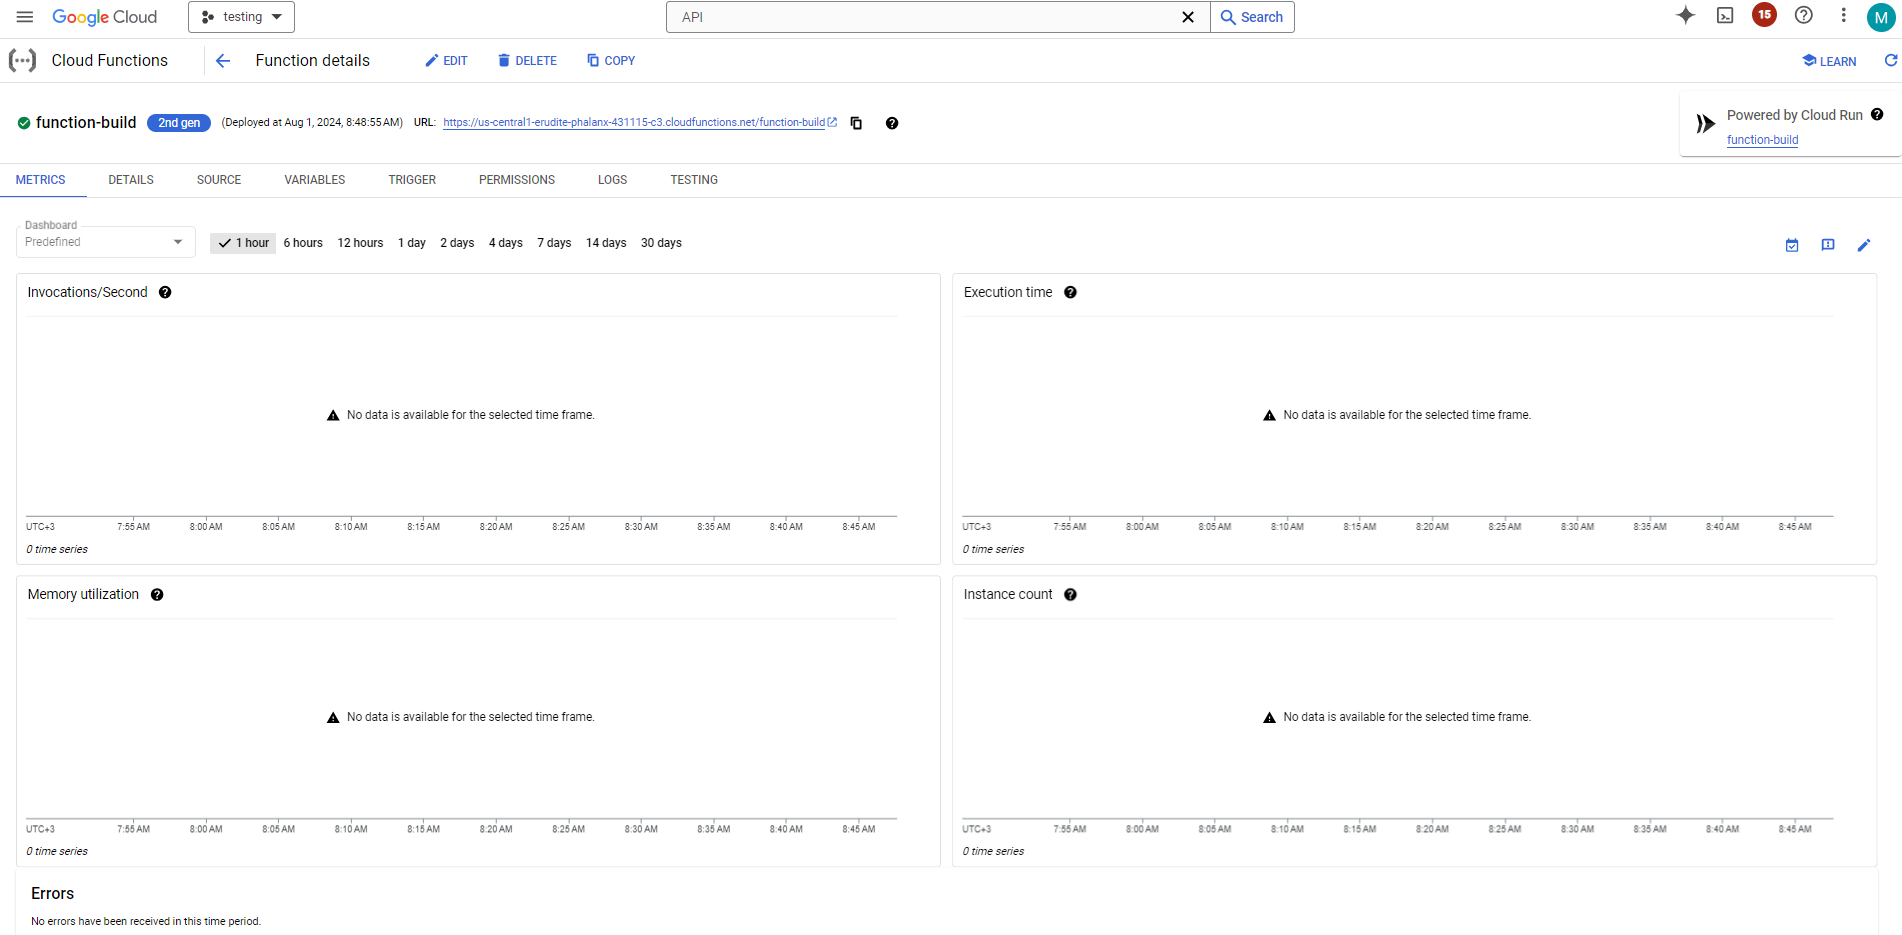 Google Cloud
testing
API
Search
15
M
Cloud Functions
Function details
EDIT
DELETE
COPY
LEARN
function-build
2nd gen
(Deployed at Aug 1, 2024, 8:48:55 AM)
URL:
https://us-central1-erudite-phalanx-431115-c3.cloudfunctions.net/function-build
Powered by Cloud Run
function-build
METRICS
DETAILS
SOURCE
VARIABLES
TRIGGER
PERMISSIONS
LOGS
TESTING
Dashboard
Predefined
1 hour
6 hours
12 hours
1 day
2 days
4 days
7 days
14 days
30 days
Invocations/Second
No data is available for the selected time frame.
UTC+3 7:55 AM 8:00 AM 8:05 AM 8:10 AM 8:15 AM 8:20 AM 8:25 AM 8:30 AM 8:35 AM 8:40 AM 8:45 AM
0 time series
Execution time
No data is available for the selected time frame.
UTC+3 7:55 AM 8:00 AM 8:05 AM 8:10 AM 8:15 AM 8:20 AM 8:25 AM 8:30 AM 8:35 AM 8:40 AM 8:45 AM
0 time series
Memory utilization
No data is available for the selected time frame.
UTC+3 7:55 AM 8:00 AM 8:05 AM 8:10 AM 8:15 AM 8:20 AM 8:25 AM 8:30 AM 8:35 AM 8:40 AM 8:45 AM
0 time series
Instance count
No data is available for the selected time frame.
UTC+3 7:55 AM 8:00 AM 8:05 AM 8:10 AM 8:15 AM 8:20 AM 8:25 AM 8:30 AM 8:35 AM 8:40 AM 8:45 AM
0 time series
Errors
No errors have been received in this time period.